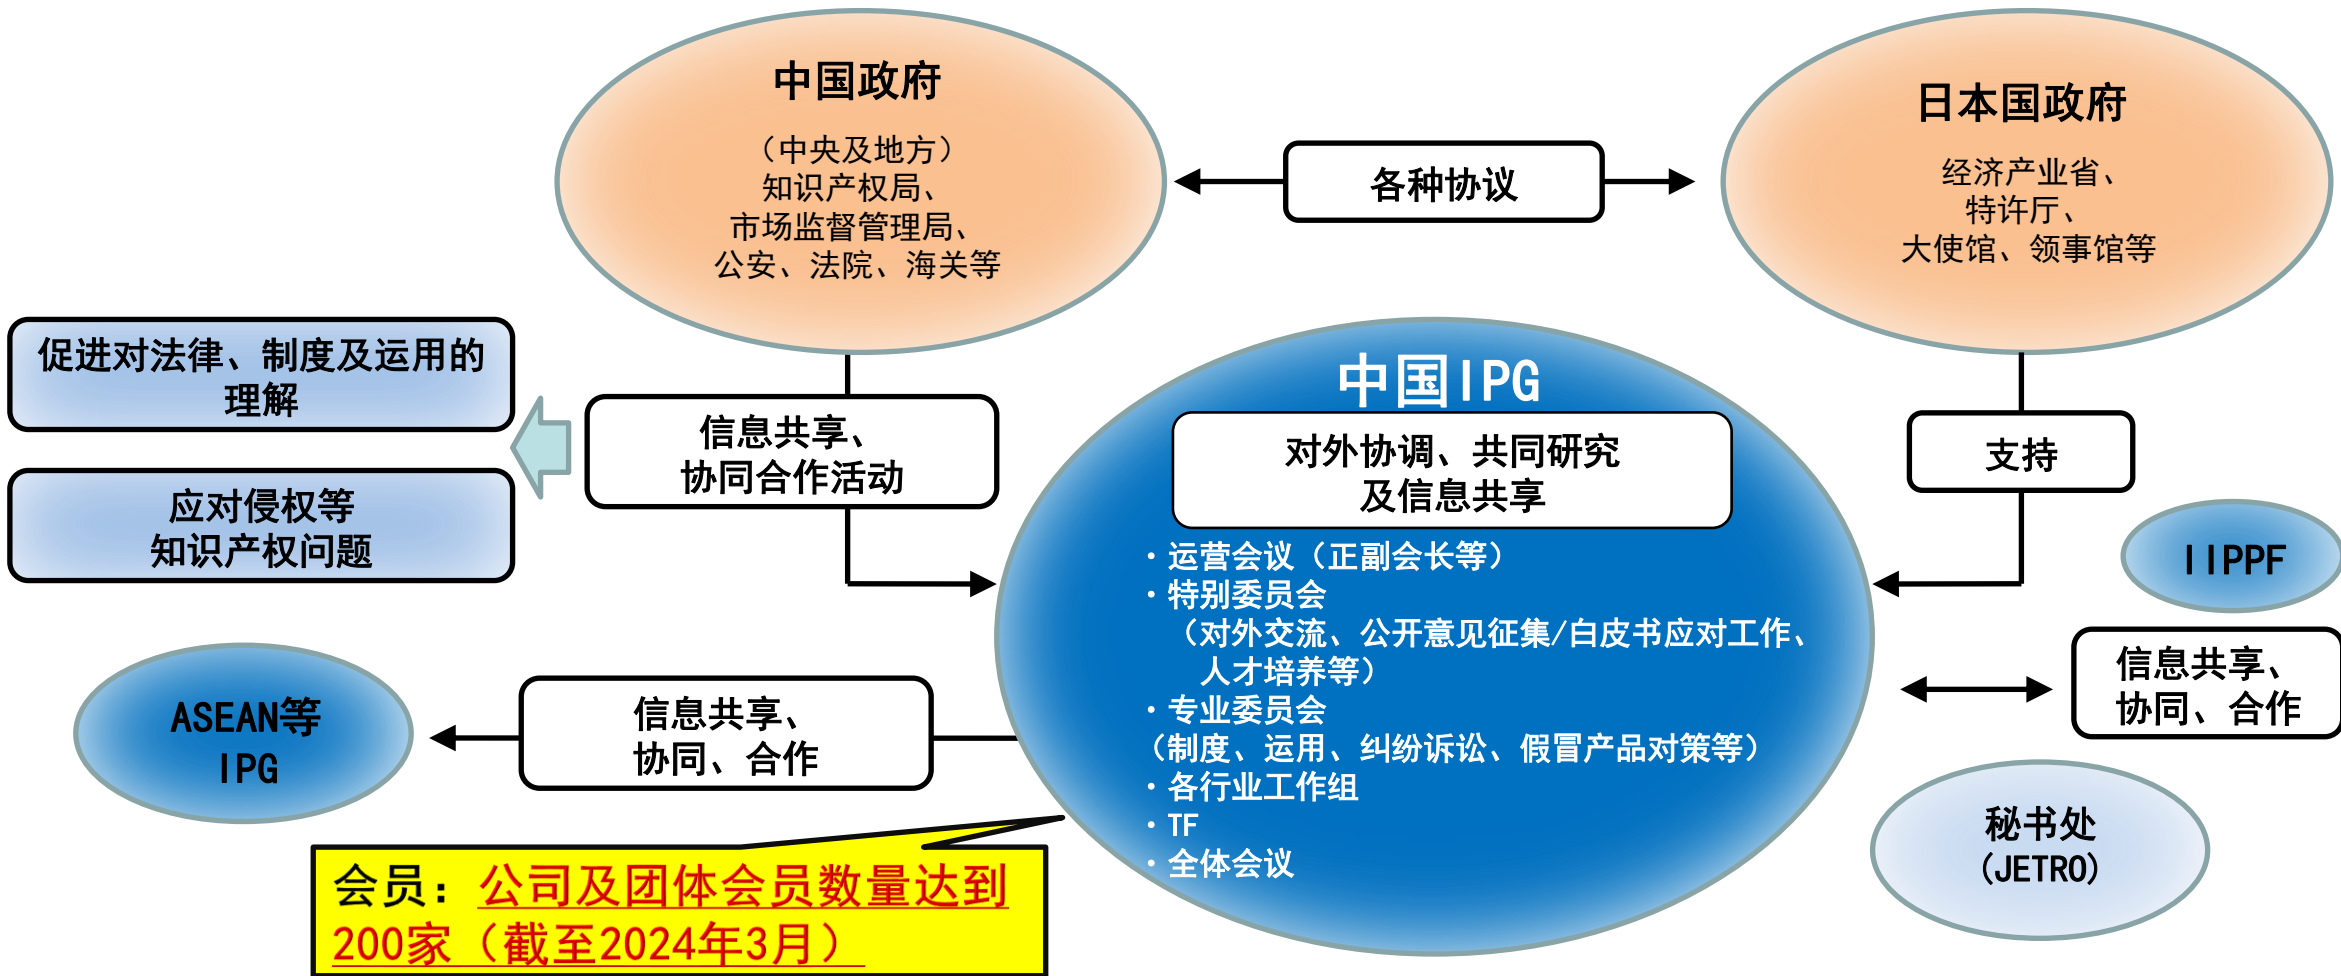 中国政府
（中央及地方）
知识产权局、
市场监督管理局、
公安、法院、海关等
各种协议
日本国政府
经济产业省、
特许厅、
大使馆、领事馆等
促进对法律、制度及运用的
理解
应对侵权等
知识产权问题
信息共享、
协同合作活动
中国IPG
对外协调、共同研究
及信息共享
・运营会议（正副会长等）
・特别委员会
（对外交流、公开意见征集/白皮书应对工作、
人才培养等）
・专业委员会
（制度、运用、纠纷诉讼、假冒产品对策等）
・各行业工作组
・TF
・全体会议
支持
IIPPF
信息共享、
协同、合作
秘书处
(JETRO)
ASEAN等
IPG
信息共享、
协同、合作
会员：公司及团体会员数量达到
200家（截至2024年3月）